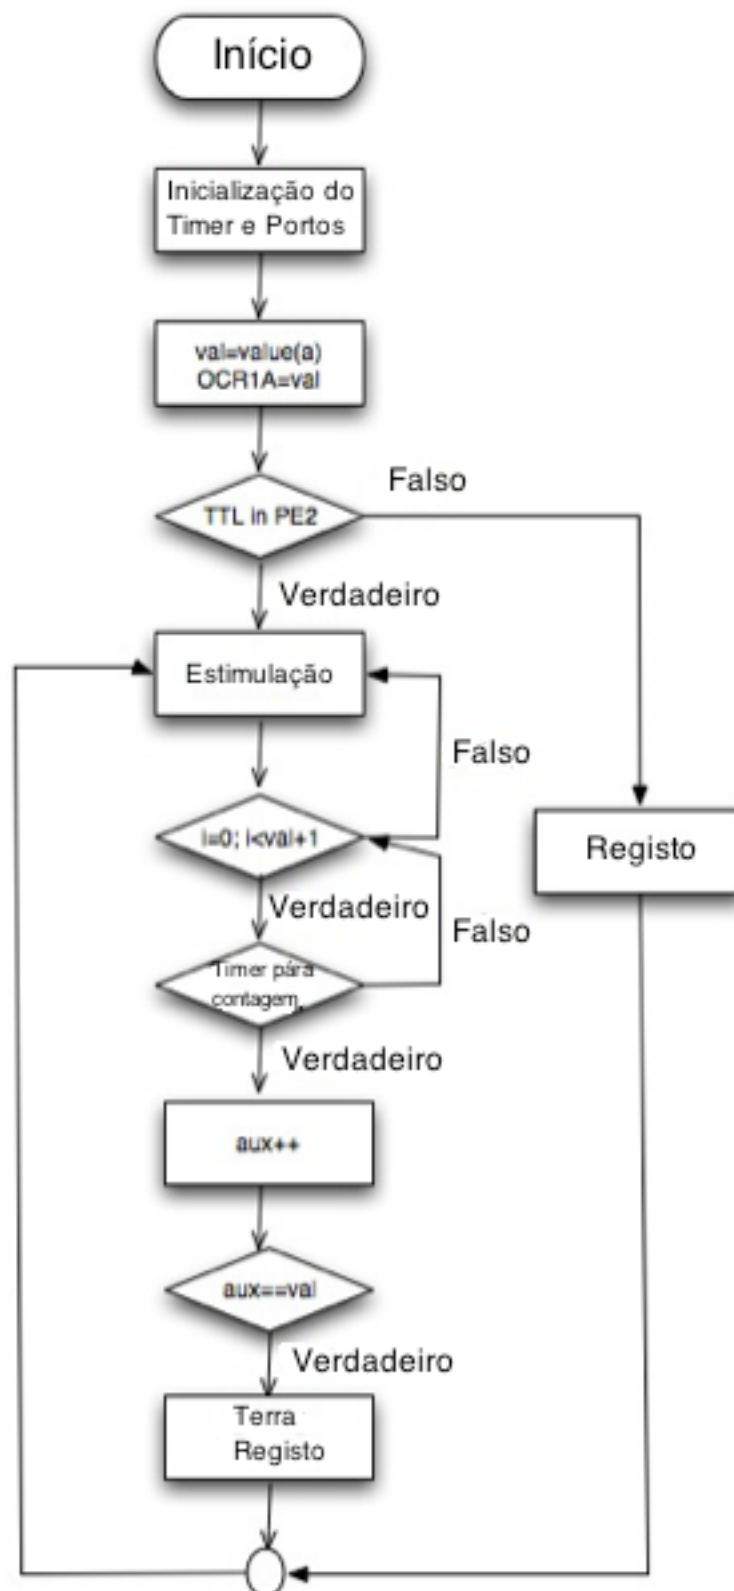 Início
Inicialização do
Timer e Portos
val=value(a)
OCR1A=val
TTL in PE2
Falso
Verdadeiro
Estimulação
Falso
i=0; i<val+1
Registo
Verdadeiro
Falso
Timer pára
contagem
Verdadeiro
aux++
aux==val
Verdadeiro
Terra
Registo